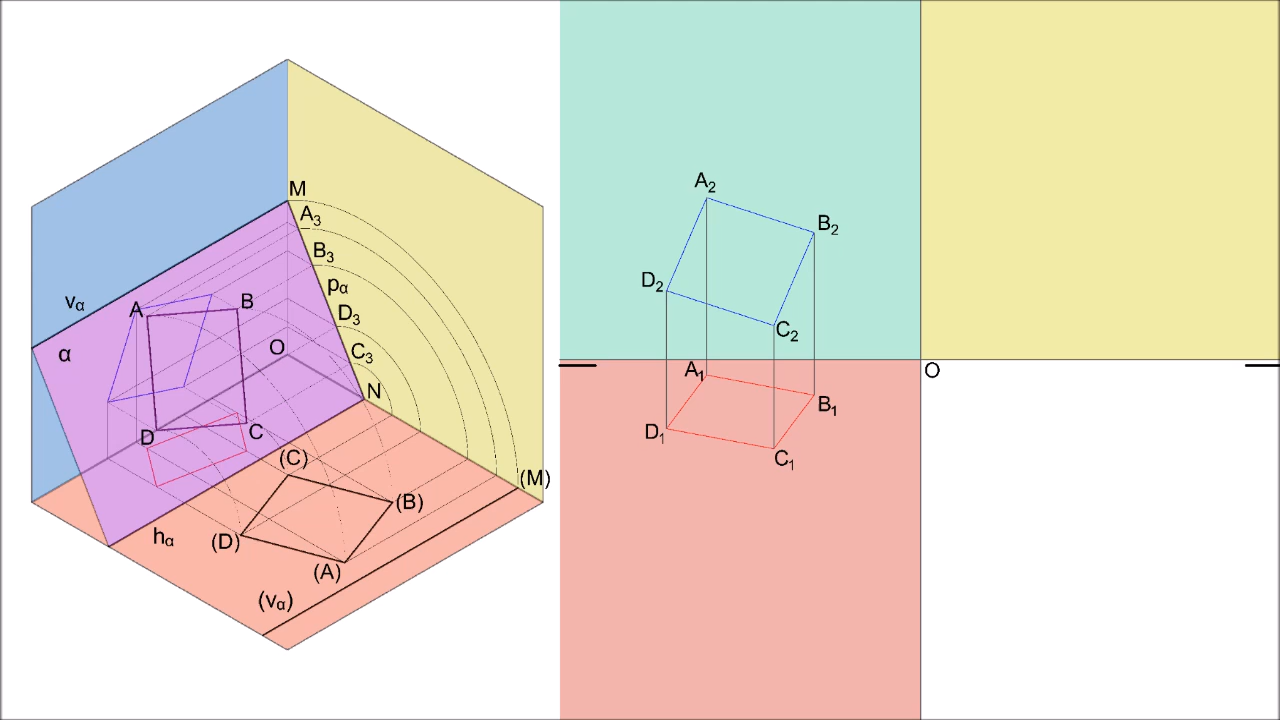 M
A₃
B₃
pα
vα
A
B
D₃
α
O
C₃
N
D
C
(C)
(M)
(B)
hα
(D)
(A)
(vα)
A₂
B₂
D₂
C₂
A₁
O
B₁
D₁
C₁